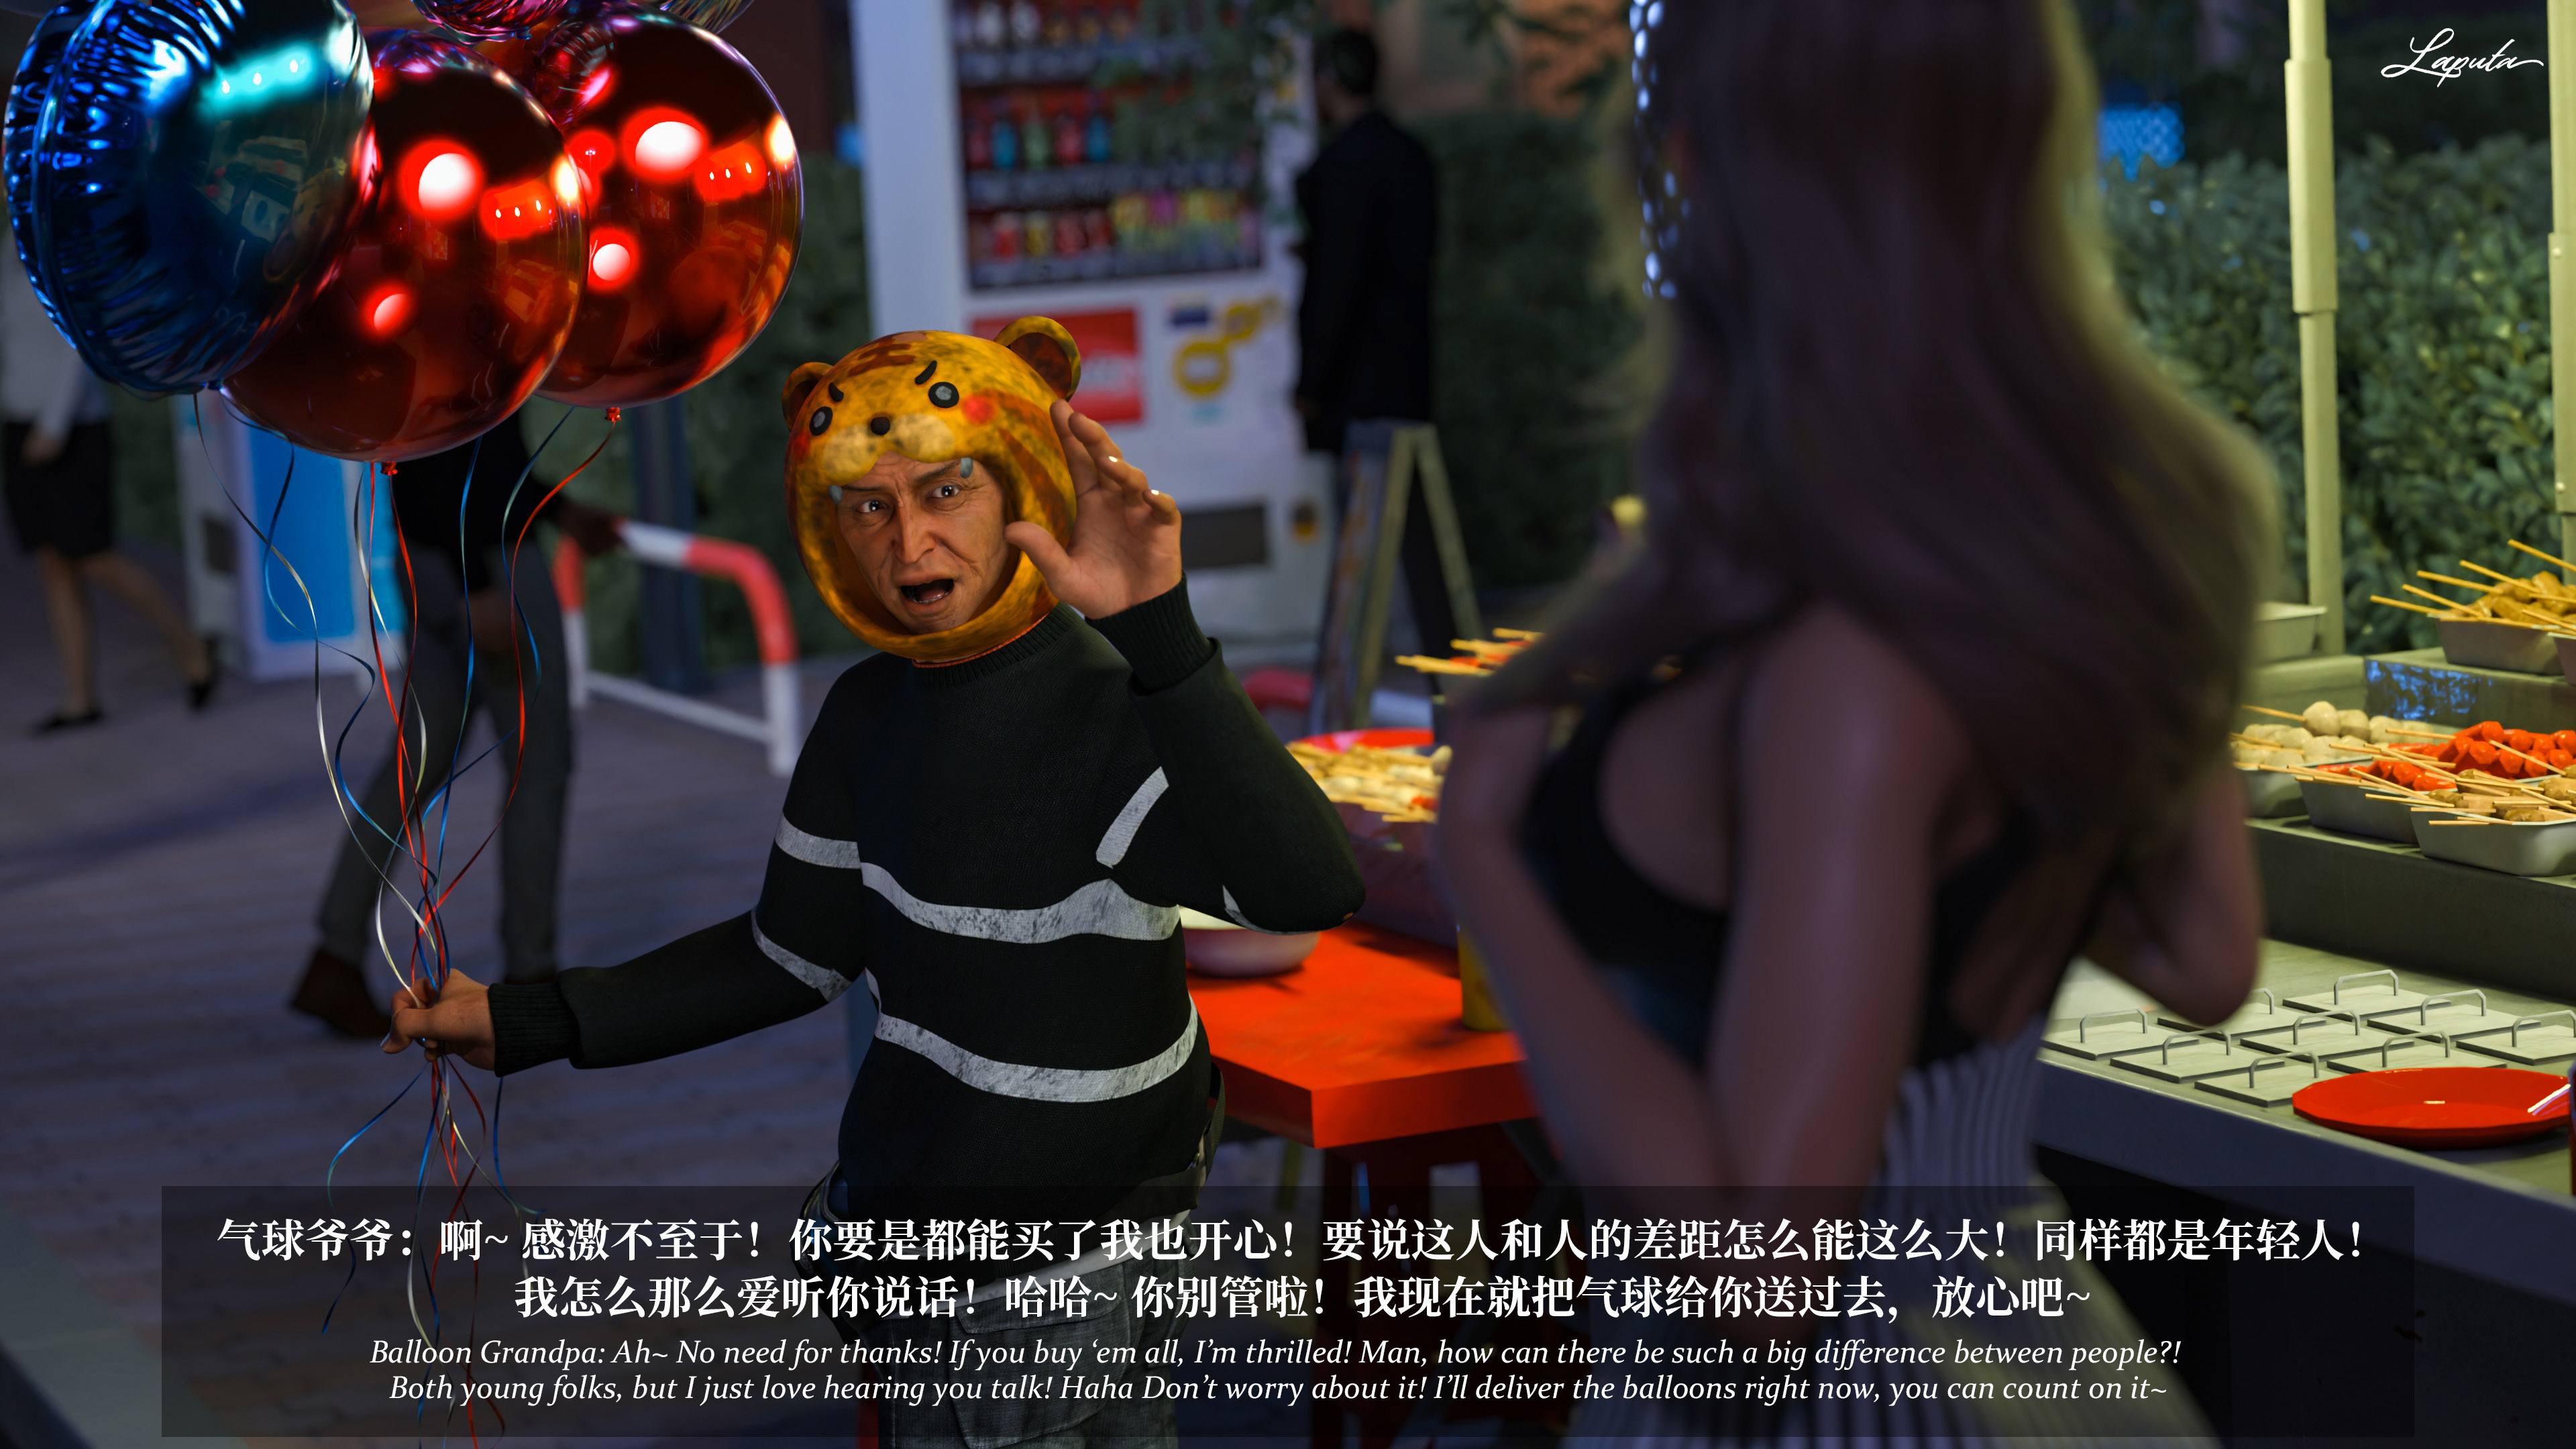 Laputa
气球爷爷：啊~ 感激不至于！你要是都能买了我也开心！要说这人和人的差距怎么能这么大！同样都是年轻人！
我怎么那么爱听你说话！哈哈~ 你别管啦！我现在就把气球给你送过去，放心吧~
Balloon Grandpa: Ah~ No need for thanks! If you buy ‘em all, I’m thrilled! Man, how can there be such a big difference between people?!
Both young folks, but I just love hearing you talk! Haha Don’t worry about it! I’ll deliver the balloons right now, you can count on it~